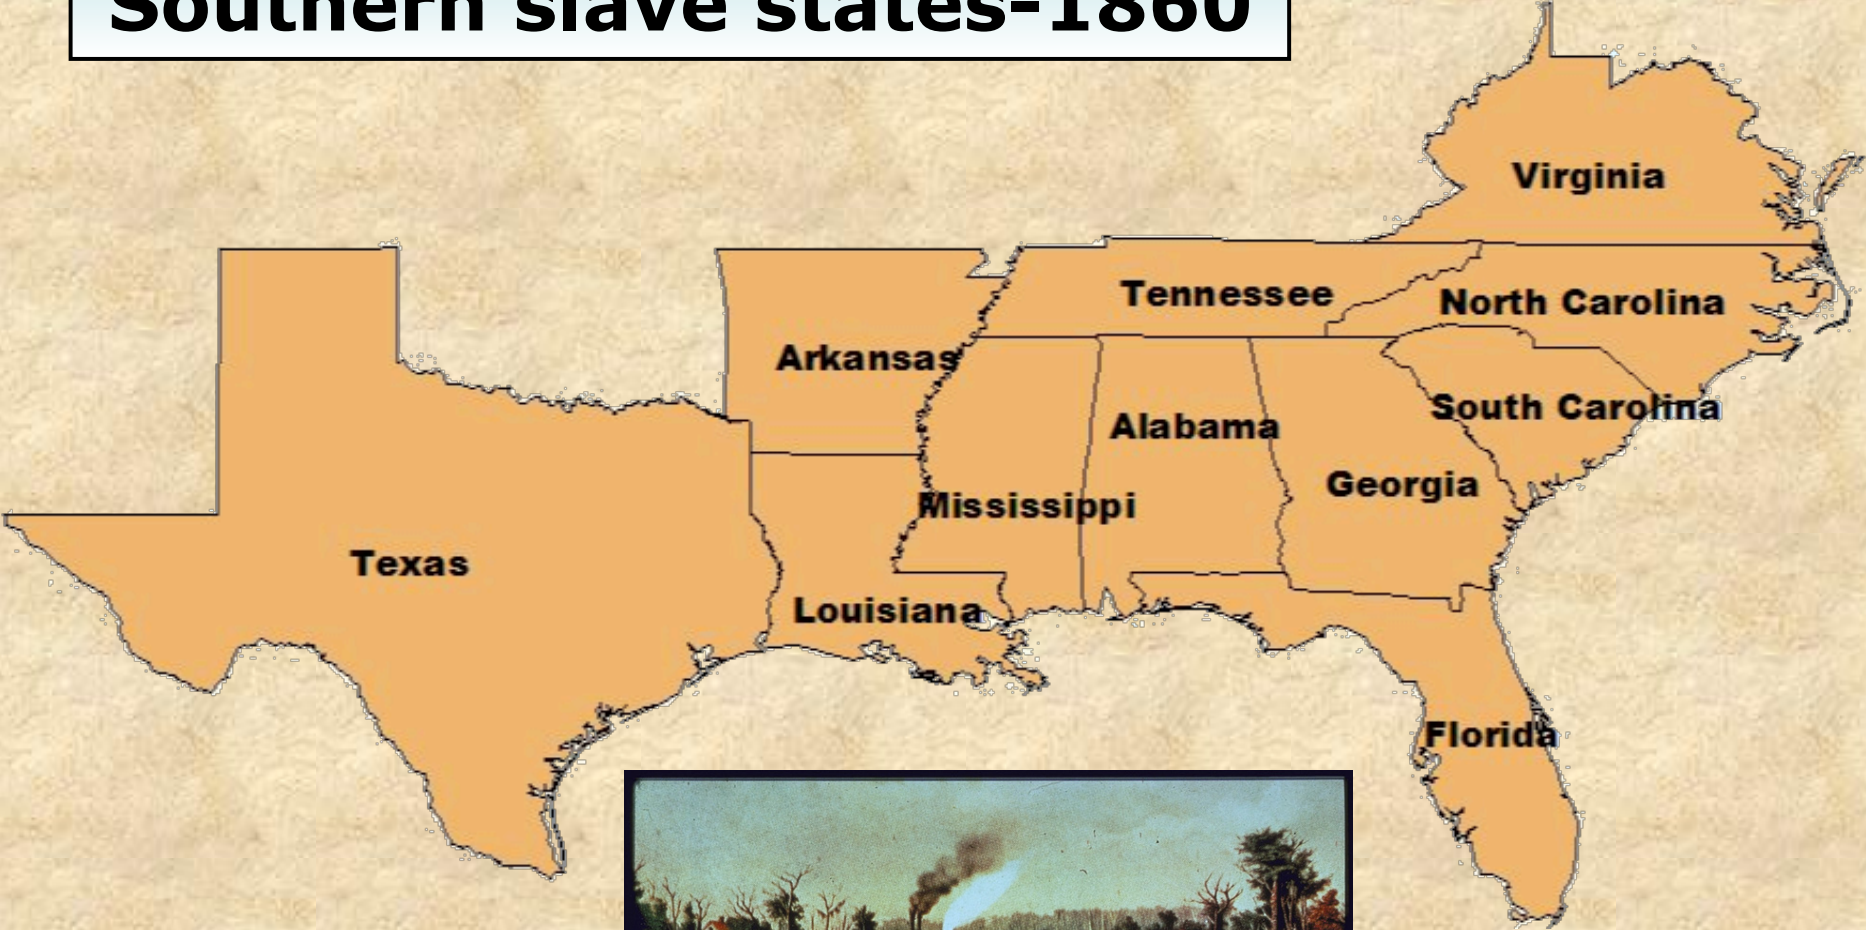 Southern slave states-1860
Virginia
Tennessee
North Carolina
Arkansas
South Carolina
Alabama
Georgia
Mississippi
Texas
Louisiana
Florida